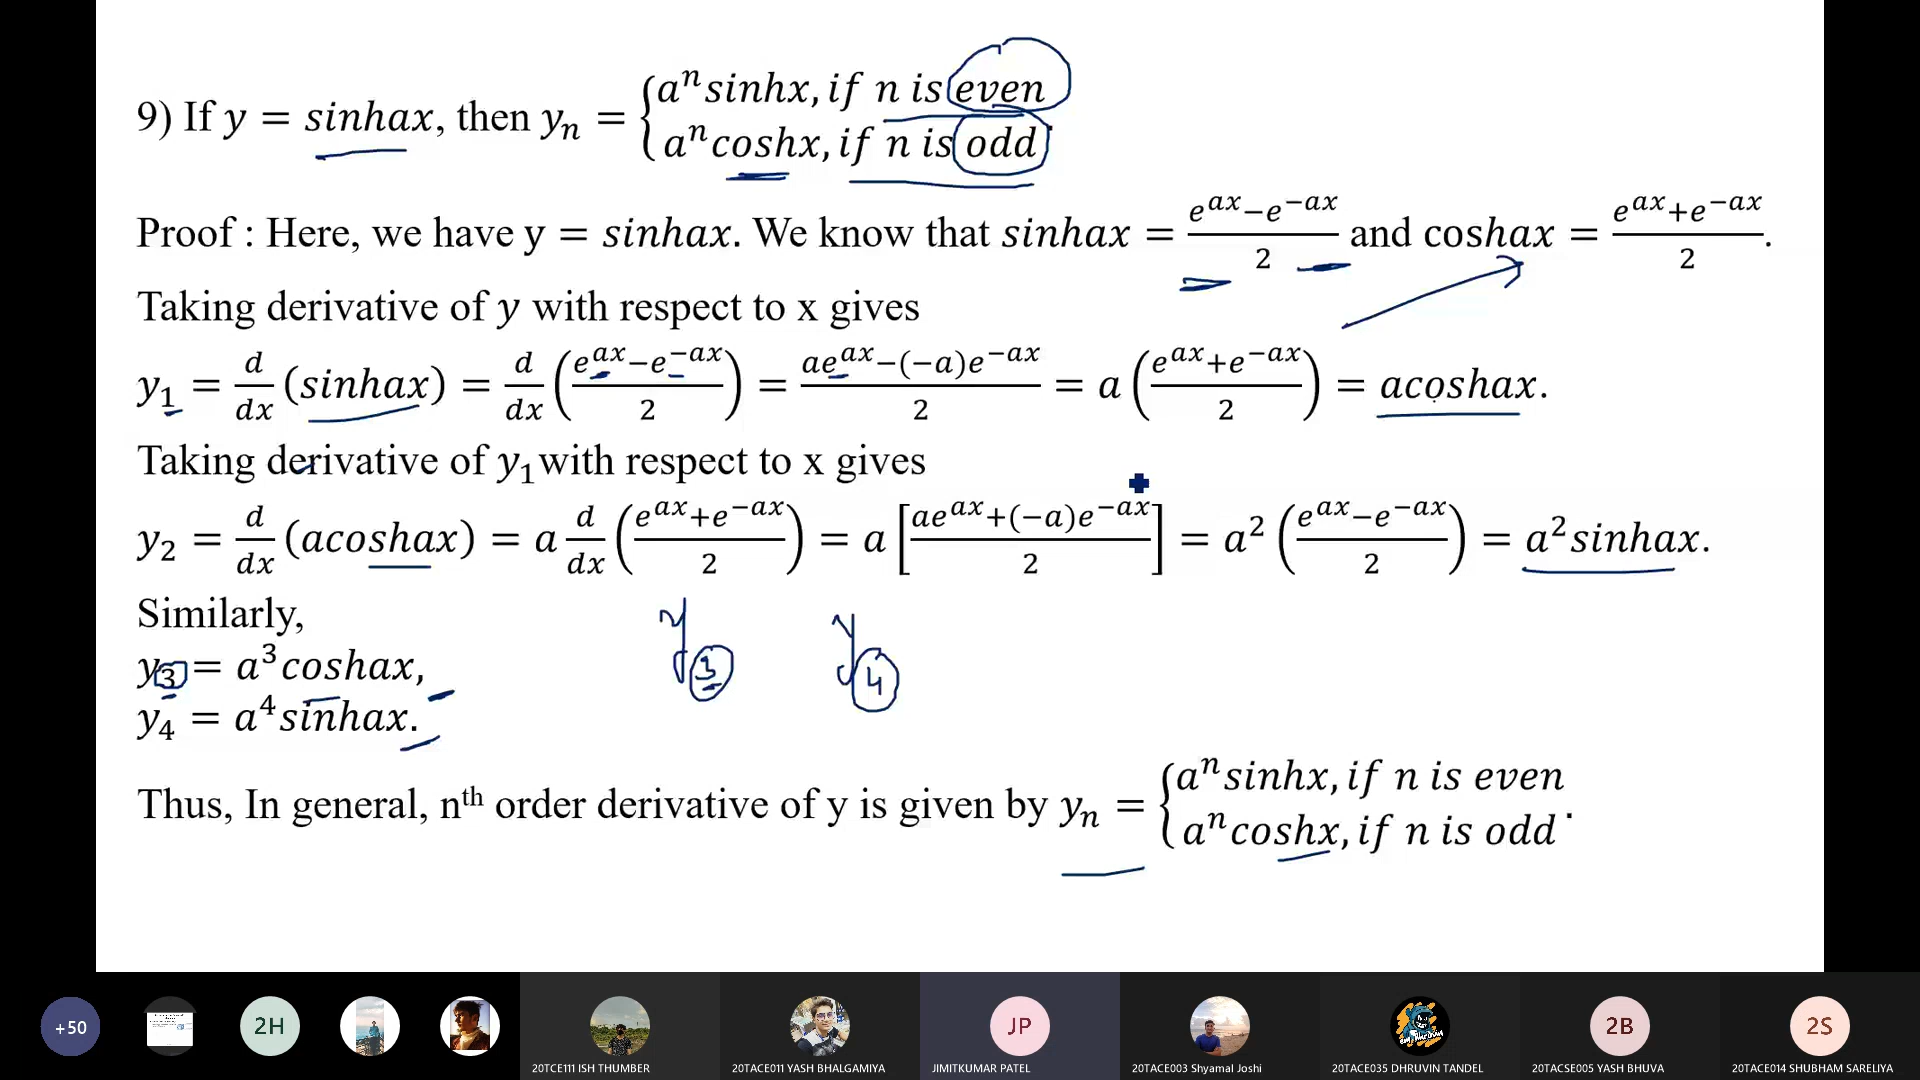 9) If y = sinhax, then yₙ = { aⁿsinhx, if n is even
aⁿcoshx, if n is odd .
Proof : Here, we have y = sinhax. We know that sinhax = (e^{ax}−e^{−ax})/2 and coshax = (e^{ax}+e^{−ax})/2.
Taking derivative of y with respect to x gives
y₁ = d/dx (sinhax) = d/dx ((e^{ax}−e^{−ax})/2) = (ae^{ax}−(−a)e^{−ax})/2 = a ((e^{ax}+e^{−ax})/2) = acoshax.
Taking derivative of y₁with respect to x gives
y₂ = d/dx (acoshax) = a d/dx ((e^{ax}+e^{−ax})/2) = a [(ae^{ax}+(−a)e^{−ax})/2] = a² ((e^{ax}−e^{−ax})/2) = a²sinhax.
Similarly,
y₃ = a³coshax,
y₃ y₄
y₄ = a⁴sinhax.
Thus, In general, nᵗʰ order derivative of y is given by yₙ = { aⁿsinhx, if n is even
aⁿcoshx, if n is odd .
+50
2H
JP
2B
2S
20TCE111 ISH THUMBER
20TACE011 YASH BHALGAMIYA
JIMITKUMAR PATEL
20TACE003 Shyamal Joshi
20TACE035 DHRUVIN TANDEL
20TACSE005 YASH BHUVA
20TACE014 SHUBHAM SARELIYA